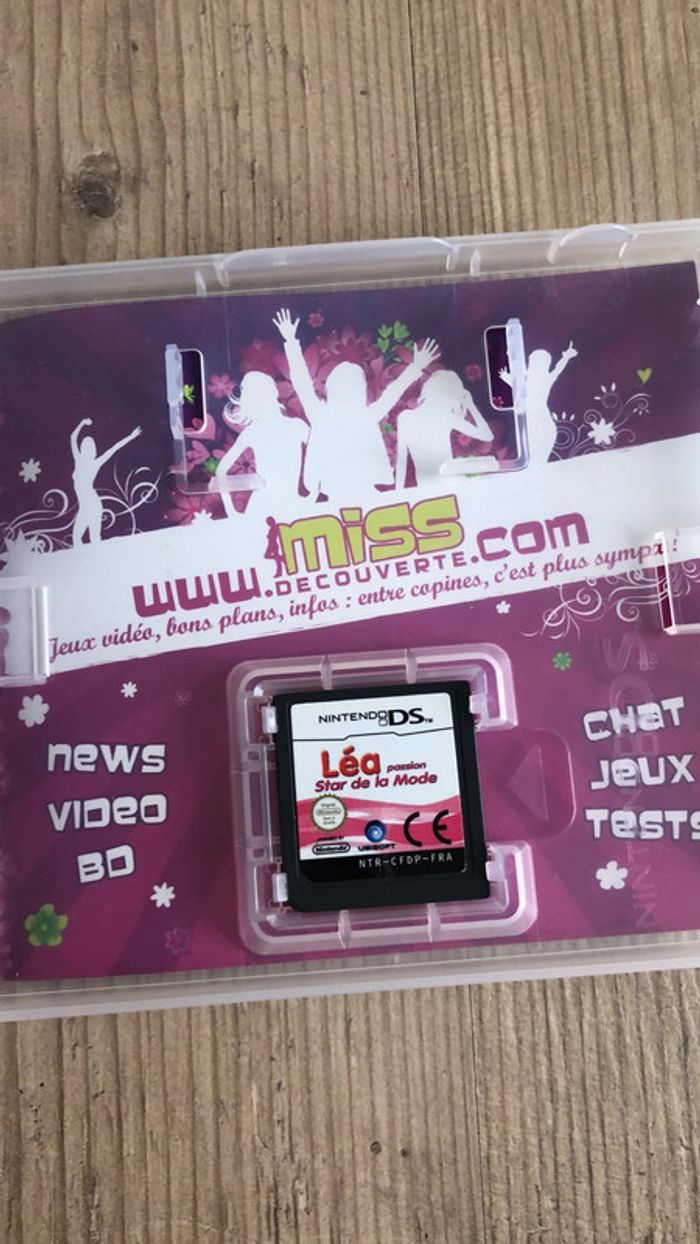 www.miss
DECOUVERTE.com
Jeux vidéo, bons plans, infos : entre copines, c'est plus sympa !
News
VIDEO
BD
CHAT
JEUX
TESTS
NINTENDO DS™
Léa passion
Star de la Mode
Nintendo
UBISOFT
CE
NTR-CFDP-FRA